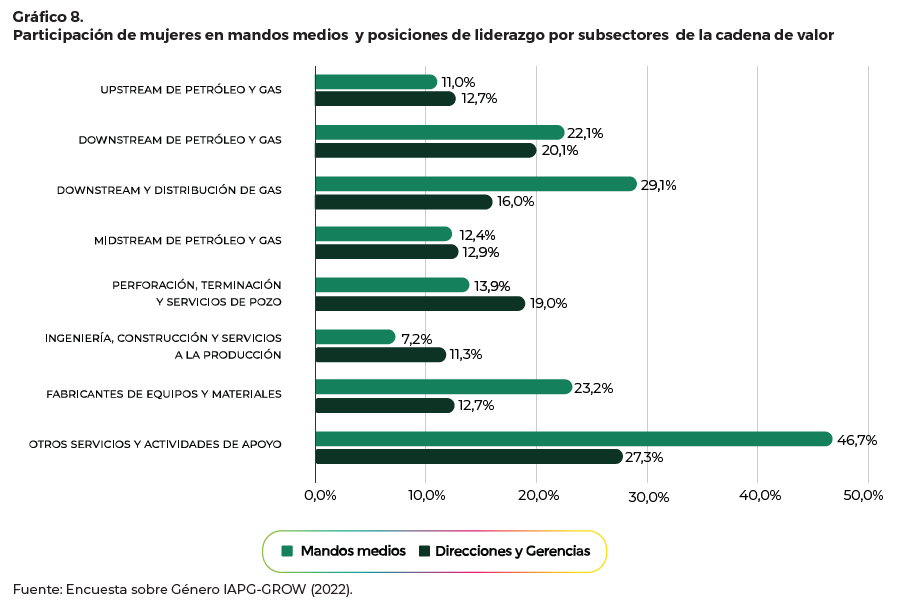 Gráfico 8.
Participación de mujeres en mandos medios y posiciones de liderazgo por subsectores de la cadena de valor
UPSTREAM DE PETRÓLEO Y GAS
11,0%
12,7%
DOWNSTREAM DE PETRÓLEO Y GAS
22,1%
20,1%
DOWNSTREAM Y DISTRIBUCIÓN DE GAS
29,1%
16,0%
MIDSTREAM DE PETRÓLEO Y GAS
12,4%
12,9%
PERFORACIÓN, TERMINACIÓN
Y SERVICIOS DE POZO
13,9%
19,0%
INGENIERÍA, CONSTRUCCIÓN Y SERVICIOS
A LA PRODUCCIÓN
7,2%
11,3%
FABRICANTES DE EQUIPOS Y MATERIALES
23,2%
12,7%
OTROS SERVICIOS Y ACTIVIDADES DE APOYO
46,7%
27,3%
0,0% 10,0% 20,0% 30,0% 40,0% 50,0%
Mandos medios Direcciones y Gerencias
Fuente: Encuesta sobre Género IAPG-GROW (2022).